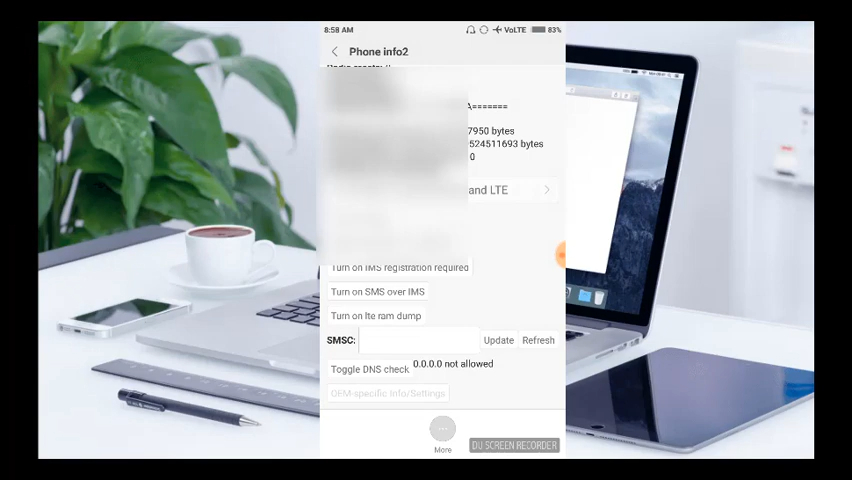 8:58 AM VoLTE 83%
Phone info2
A=======
7950 bytes
524511693 bytes
0
and LTE
Turn on IMS registration required
Turn on SMS over IMS
Turn on lte ram dump
SMSC: Update Refresh
Toggle DNS check 0.0.0.0 not allowed
OEM-specific Info/Settings
More
DU SCREEN RECORDER